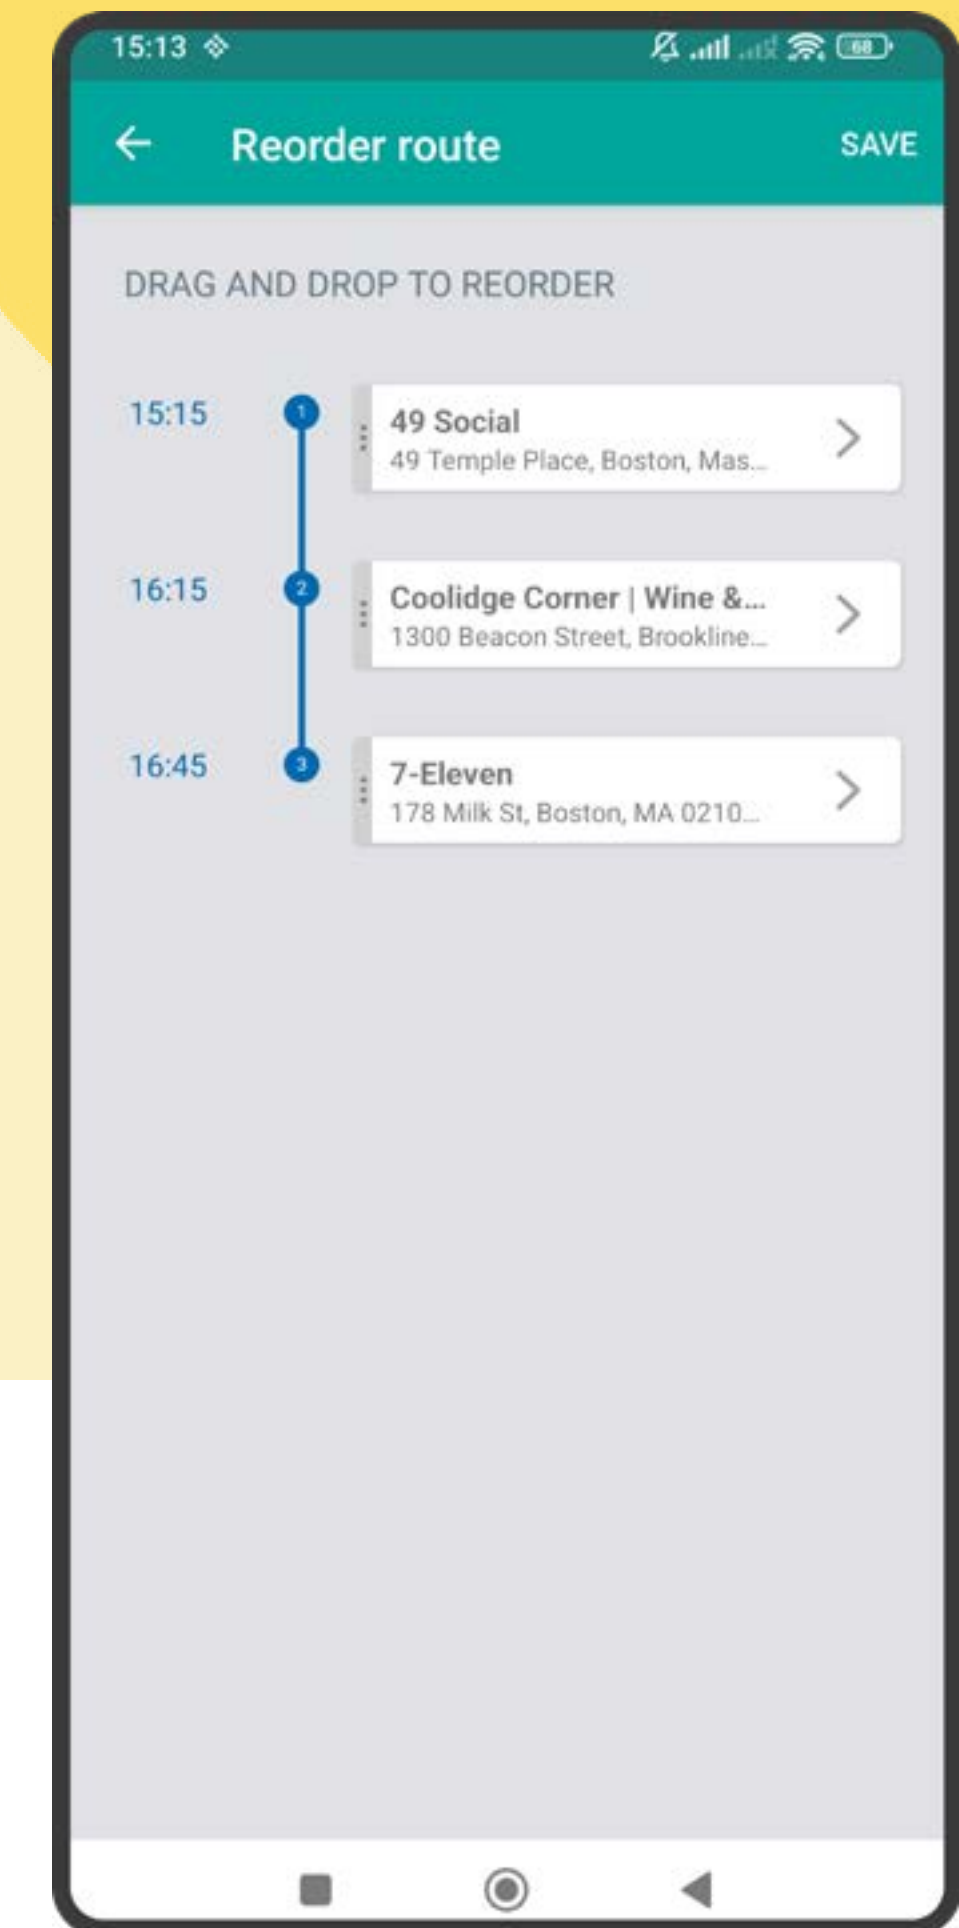 15:13
68
Reorder route
SAVE
DRAG AND DROP TO REORDER
15:15
1
49 Social
49 Temple Place, Boston, Mas...
16:15
2
Coolidge Corner | Wine &...
1300 Beacon Street, Brookline...
16:45
3
7-Eleven
178 Milk St, Boston, MA 0210...